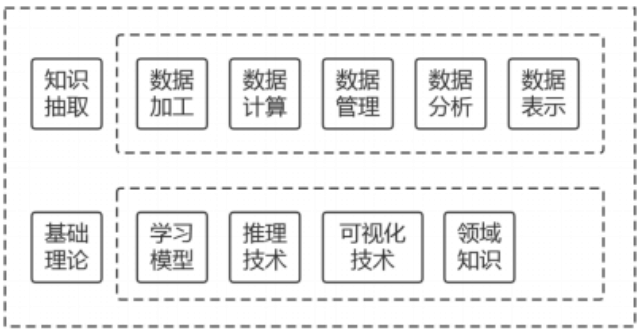 知识
抽取
数据
加工
数据
计算
数据
管理
数据
分析
数据
表示
基础
理论
学习
模型
推理
技术
可视化
技术
领域
知识